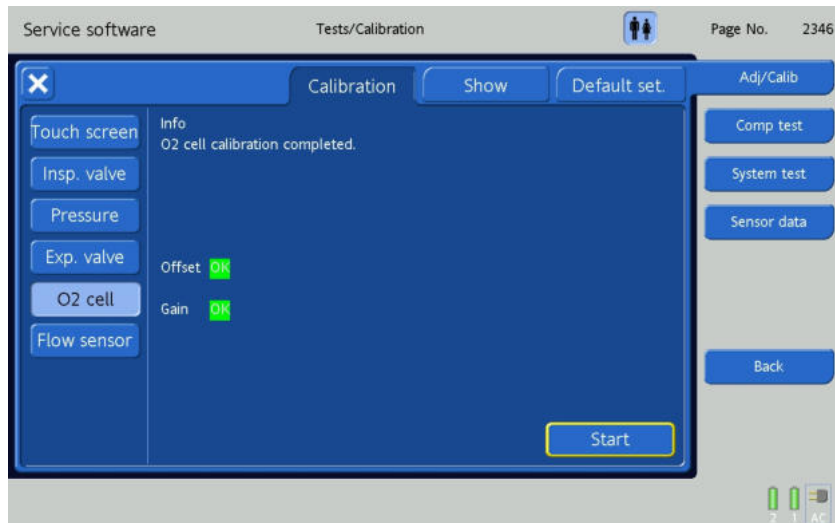 Service software
Tests/Calibration
Page No. 2346
Calibration
Show
Default set.
Adj/Calib
Touch screen
Insp. valve
Pressure
Exp. valve
O2 cell
Flow sensor
Info
O2 cell calibration completed.
Offset OK
Gain OK
Start
Comp test
System test
Sensor data
Back
2 1 AC